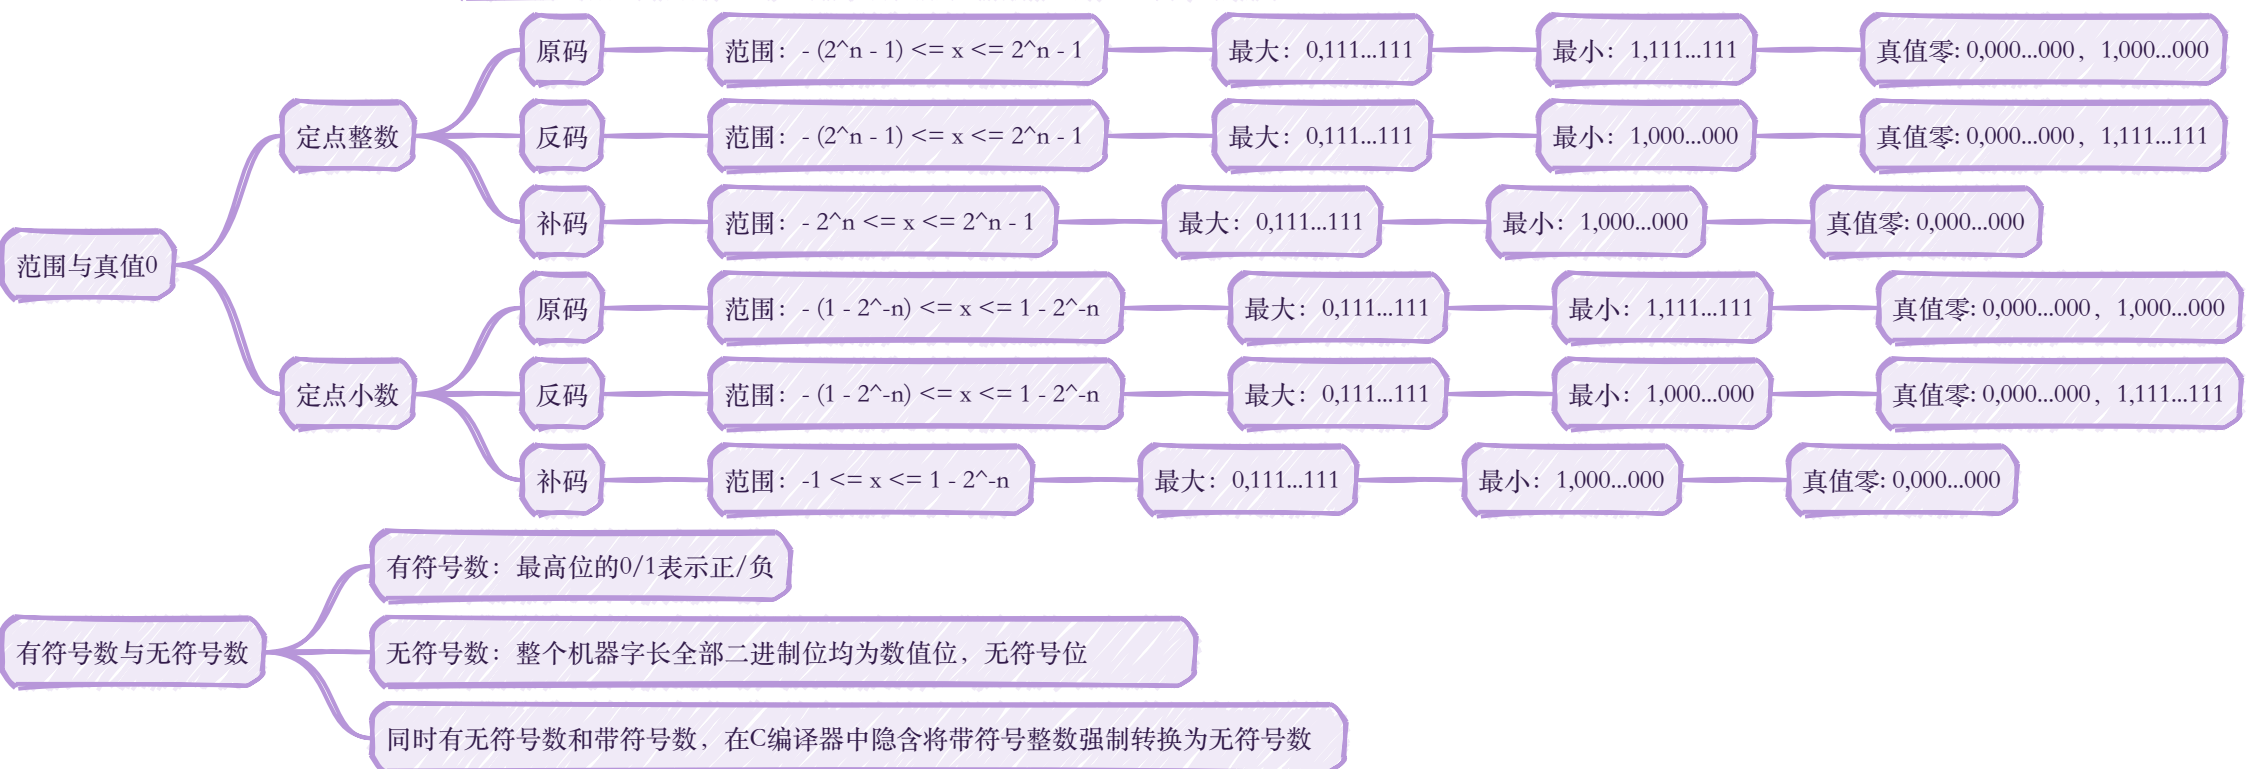 范围与真值0
定点整数
原码
范围：- (2^n - 1) <= x <= 2^n - 1
最大：0,111...111
最小：1,111...111
真值零: 0,000...000，1,000...000
反码
范围：- (2^n - 1) <= x <= 2^n - 1
最大：0,111...111
最小：1,000...000
真值零: 0,000...000，1,111...111
补码
范围：- 2^n <= x <= 2^n - 1
最大：0,111...111
最小：1,000...000
真值零: 0,000...000
定点小数
原码
范围：- (1 - 2^-n) <= x <= 1 - 2^-n
最大：0,111...111
最小：1,111...111
真值零: 0,000...000，1,000...000
反码
范围：- (1 - 2^-n) <= x <= 1 - 2^-n
最大：0,111...111
最小：1,000...000
真值零: 0,000...000，1,111...111
补码
范围：-1 <= x <= 1 - 2^-n
最大：0,111...111
最小：1,000...000
真值零: 0,000...000
有符号数与无符号数
有符号数：最高位的0/1表示正/负
无符号数：整个机器字长全部二进制位均为数值位，无符号位
同时有无符号数和带符号数，在C编译器中隐含将带符号整数强制转换为无符号数